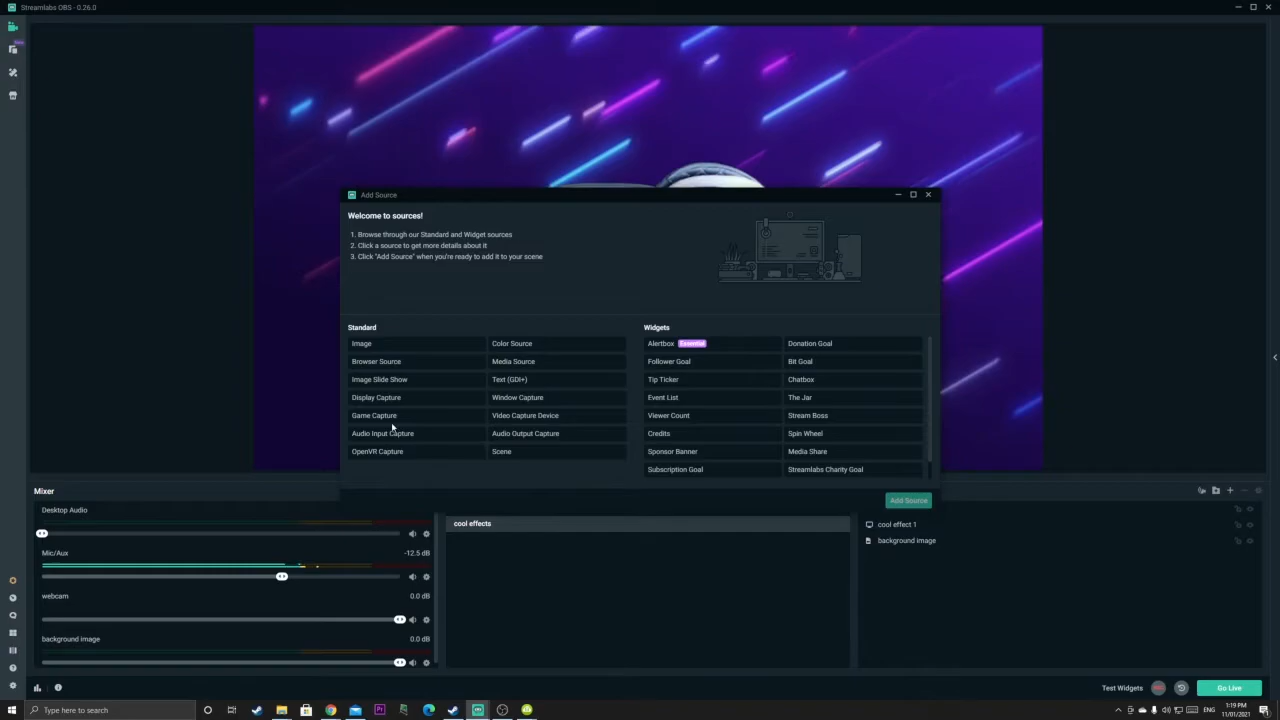 Streamlabs OBS - 0.26.0
Add Source
Welcome to sources!
1. Browse through our Standard and Widget sources
2. Click a source to get more details about it
3. Click "Add Source" when you're ready to add it to your scene
Standard
Image
Color Source
Browser Source
Media Source
Image Slide Show
Text (GDI+)
Display Capture
Window Capture
Game Capture
Video Capture Device
Audio Input Capture
Audio Output Capture
OpenVR Capture
Scene
Widgets
Alertbox Essential
Donation Goal
Follower Goal
Bit Goal
Tip Ticker
Chatbox
Event List
The Jar
Viewer Count
Stream Boss
Credits
Spin Wheel
Sponsor Banner
Media Share
Subscription Goal
Streamlabs Charity Goal
Add Source
Mixer
Desktop Audio
Mic/Aux -12.5 dB
webcam 0.0 dB
background image 0.0 dB
cool effects
cool effect 1
background image
Test Widgets
Go Live
Type here to search
ENG
1:19 PM
11/01/2021